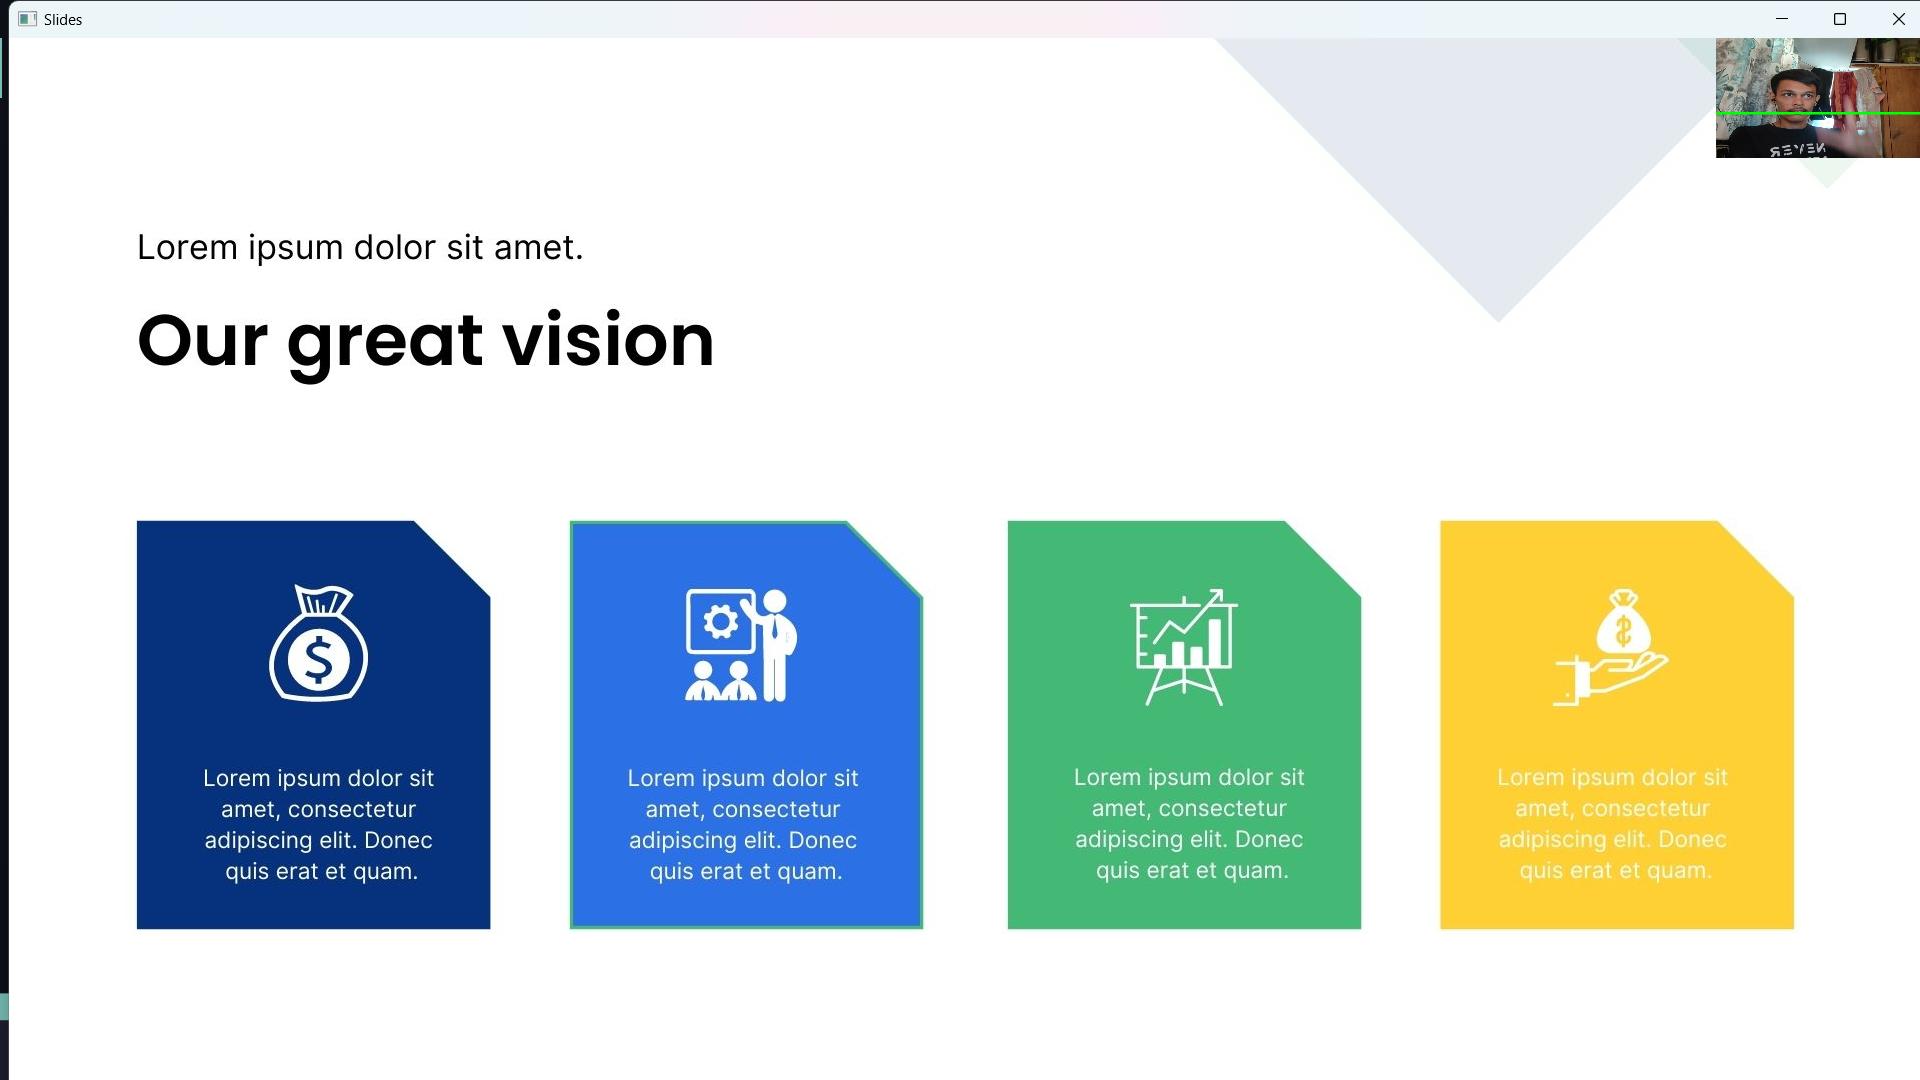 Slides
Lorem ipsum dolor sit amet.
Our great vision
Lorem ipsum dolor sit
amet, consectetur
adipiscing elit. Donec
quis erat et quam.
Lorem ipsum dolor sit
amet, consectetur
adipiscing elit. Donec
quis erat et quam.
Lorem ipsum dolor sit
amet, consectetur
adipiscing elit. Donec
quis erat et quam.
Lorem ipsum dolor sit
amet, consectetur
adipiscing elit. Donec
quis erat et quam.
NEVER